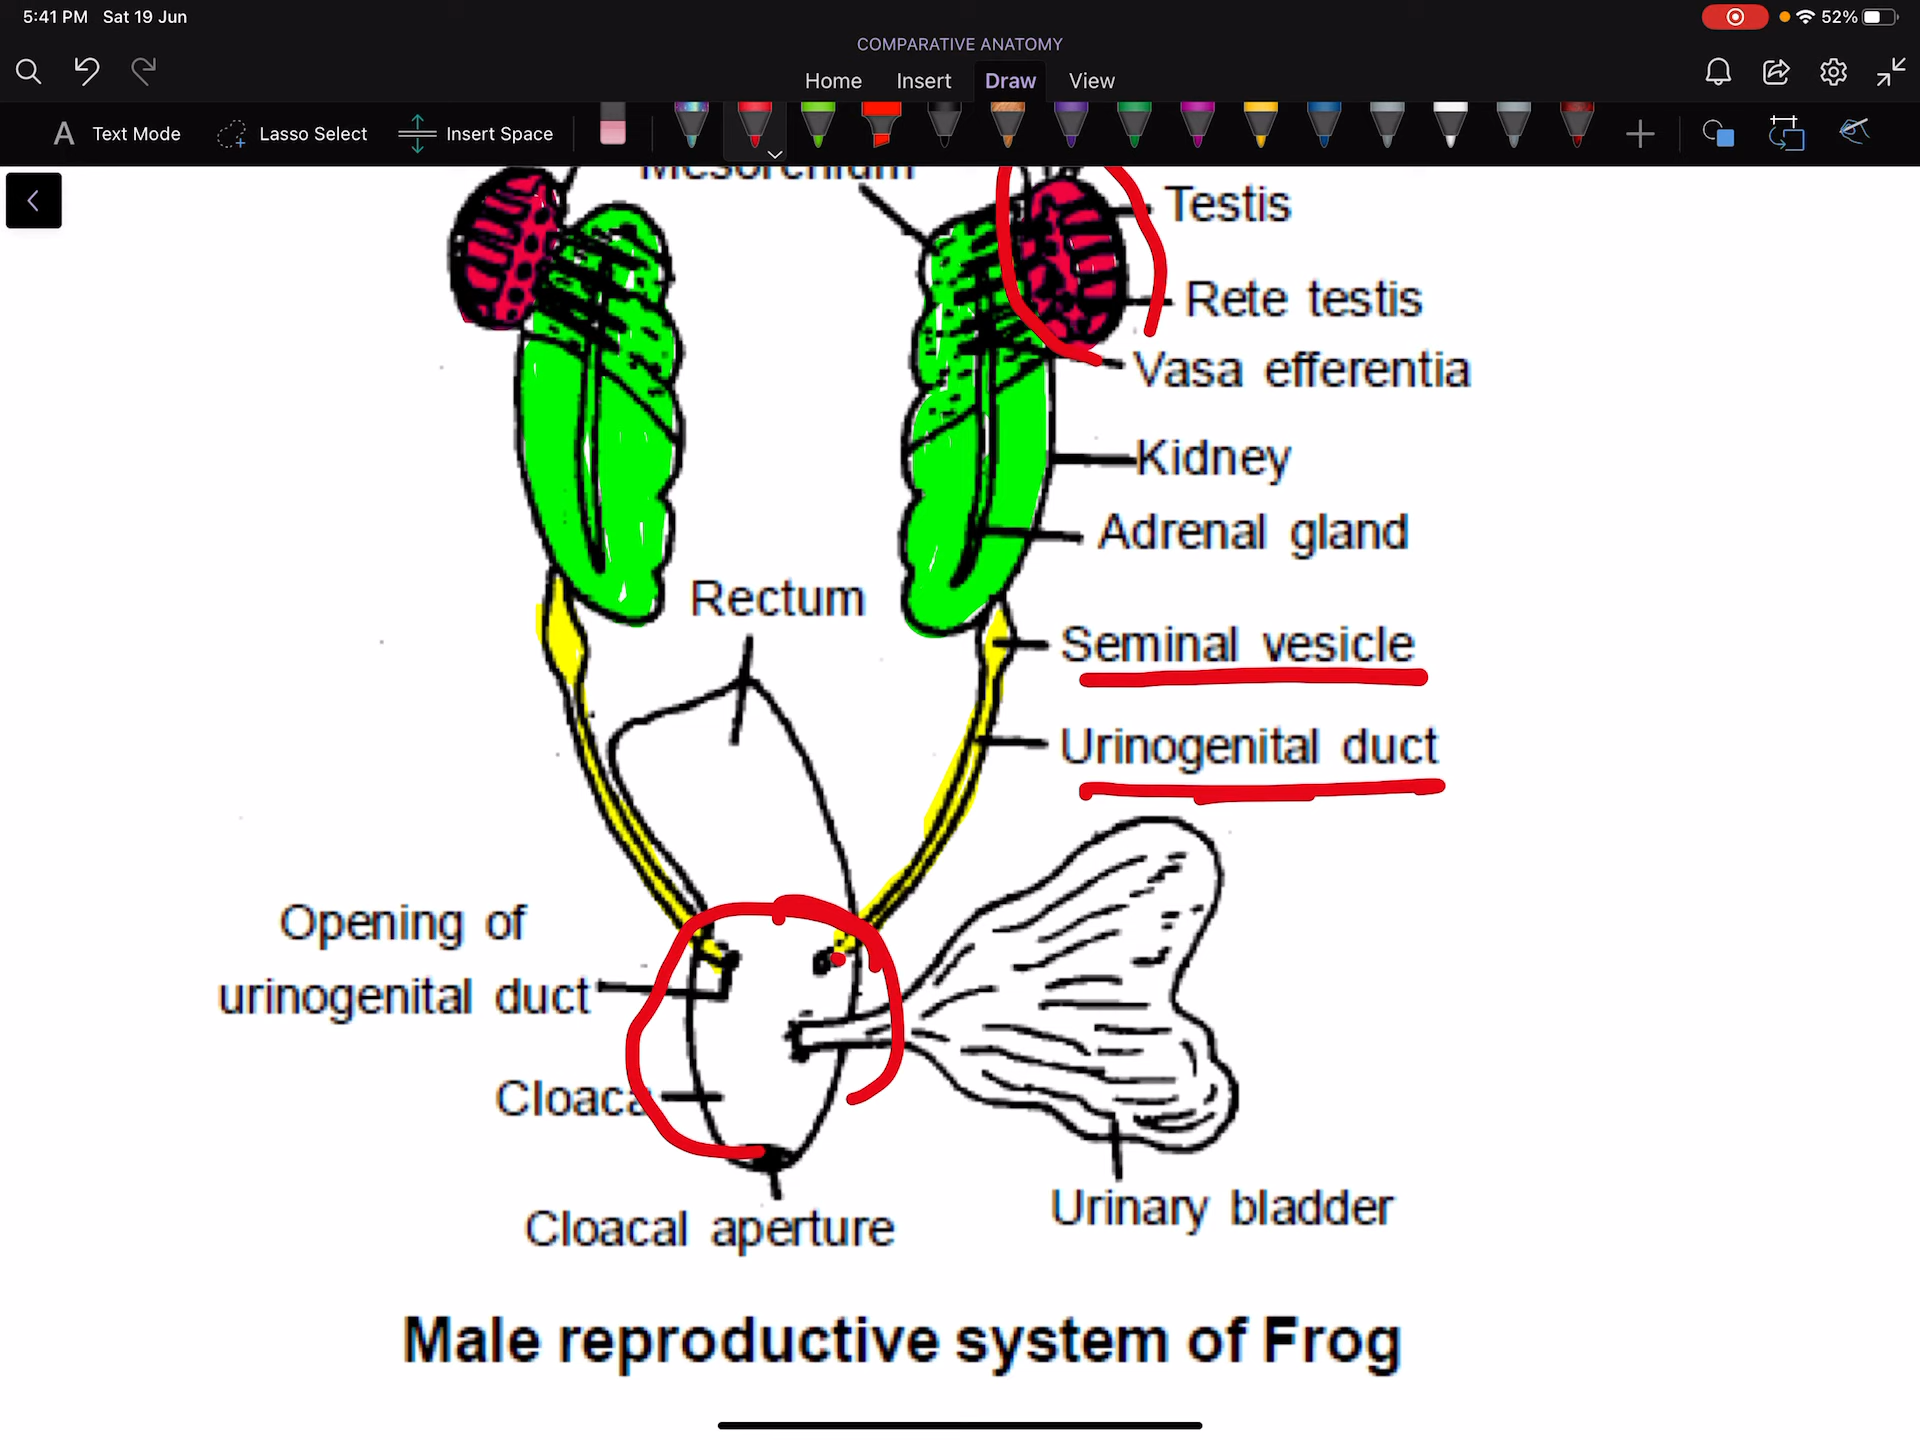 5:41 PM Sat 19 Jun
52%
COMPARATIVE ANATOMY
Home Insert Draw View
A Text Mode Lasso Select Insert Space
Mesorchium
Testis
Rete testis
Vasa efferentia
Kidney
Adrenal gland
Rectum
Seminal vesicle
Urinogenital duct
Opening of
urinogenital duct
Cloaca
Urinary bladder
Cloacal aperture
Male reproductive system of Frog